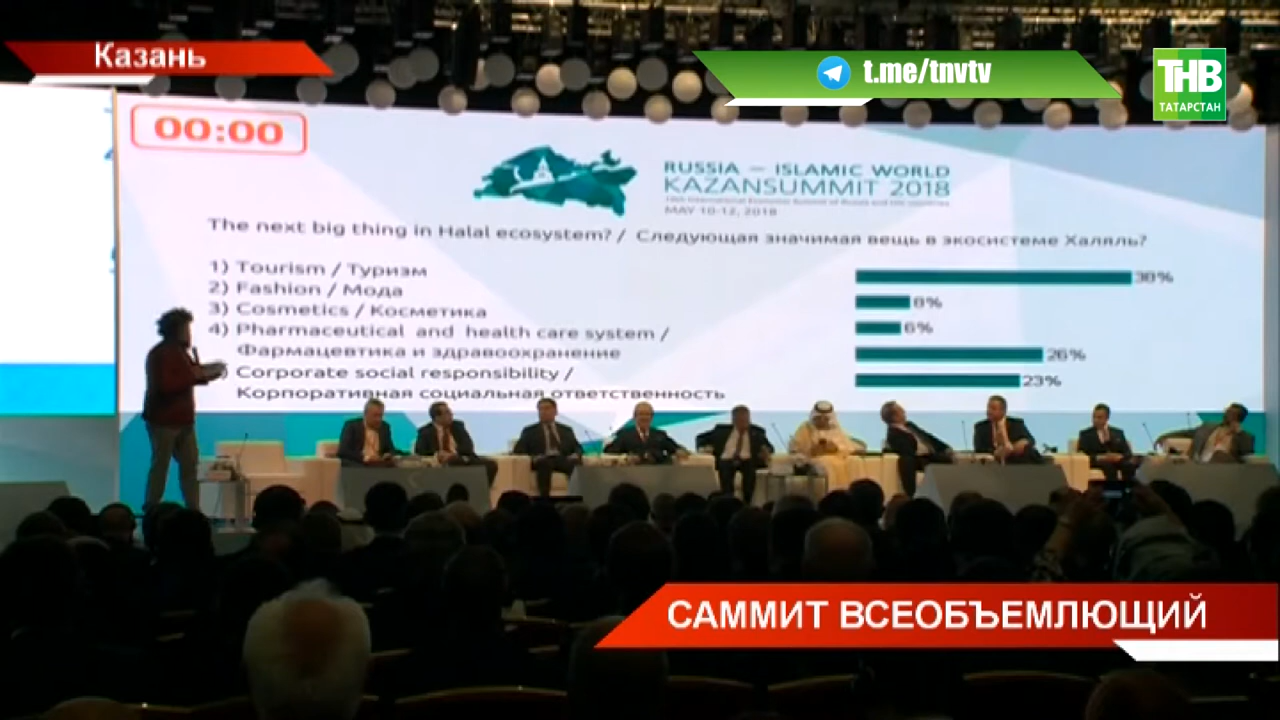 Казань
t.me/tnvtv
ТНВ
ТАТАРСТАН
00:00
RUSSIA — ISLAMIC WORLD
KAZANSUMMIT 2018
MAY 10-12, 2018
The next big thing in Halal ecosystem? / Следующая значимая вещь в экосистеме Халяль?
1) Tourism / Туризм 38%
2) Fashion / Мода 8%
3) Cosmetics / Косметика 6%
4) Pharmaceutical and health care system /
Фармацевтика и здравоохранение 26%
Corporate social responsibility / 23%
Корпоративная социальная ответственность
САММИТ ВСЕОБЪЕМЛЮЩИЙ